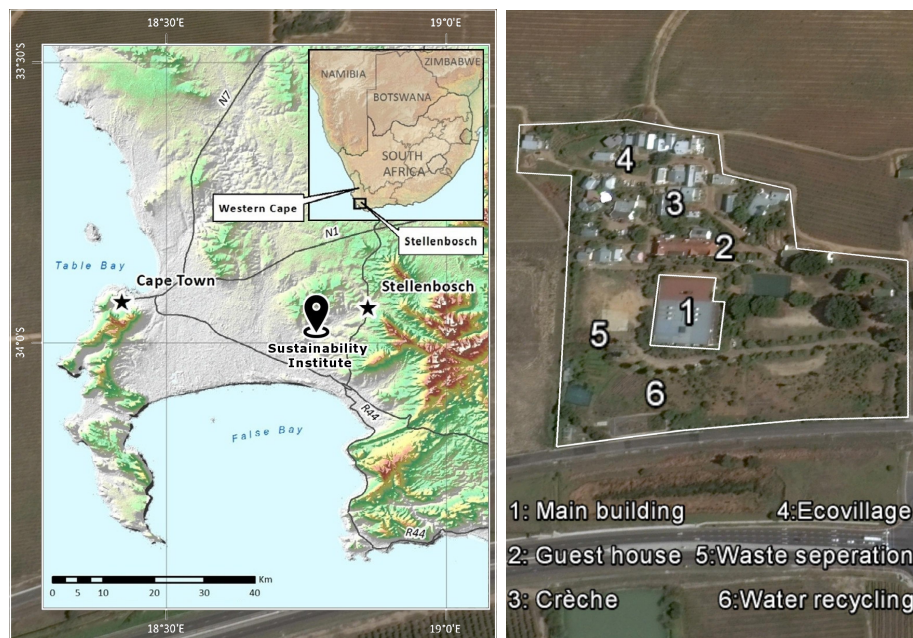 18°30'E
19°0'E
33°30'S
34°0'S
N7
NAMIBIA
ZIMBABWE
BOTSWANA
SOUTH
AFRICA
Western Cape
Stellenbosch
N1
Table Bay
Cape Town
Stellenbosch
Sustainability
Institute
R44
False Bay
R44
0 5 10 20 30 40 Km
18°30'E
19°0'E
4
3
2
1
5
6
1: Main building 4:Ecovillage
2: Guest house 5:Waste seperation
3: Crèche 6:Water recycling